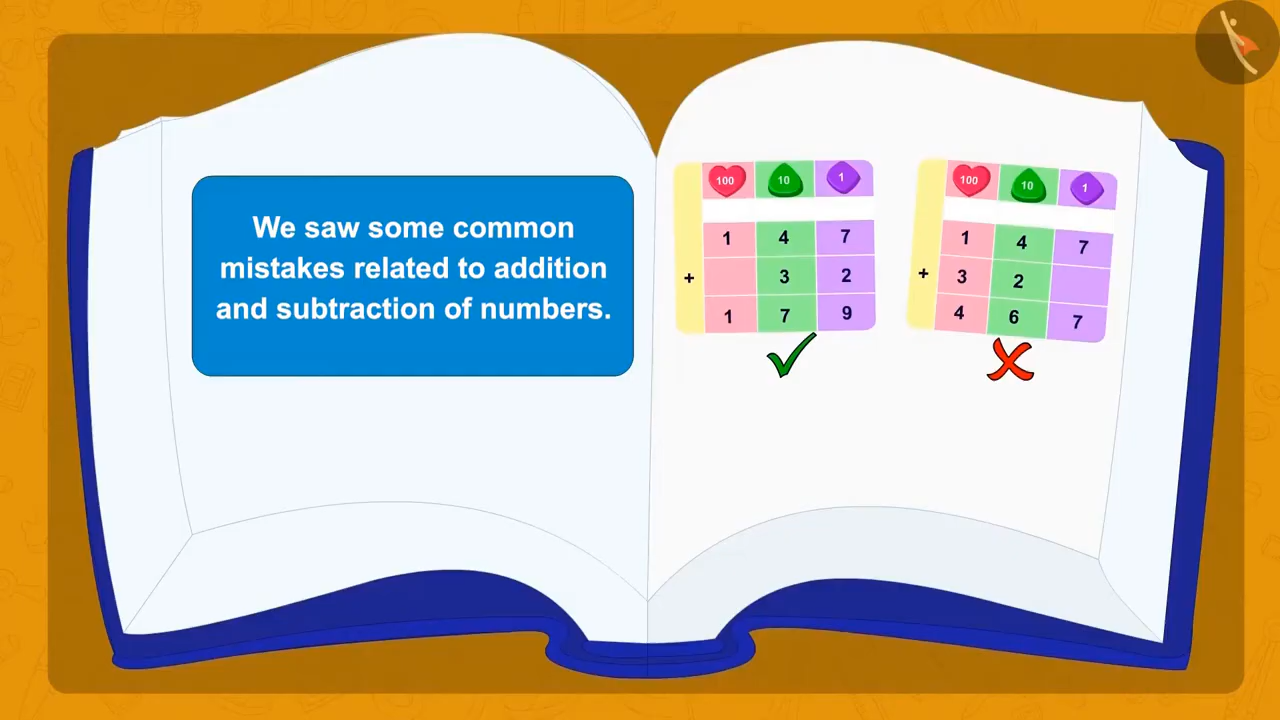 We saw some common
mistakes related to addition
and subtraction of numbers.
100 10 1
1 4 7
+ 3 2
1 7 9
100 10 1
1 4 7
+ 3 2
4 6 7